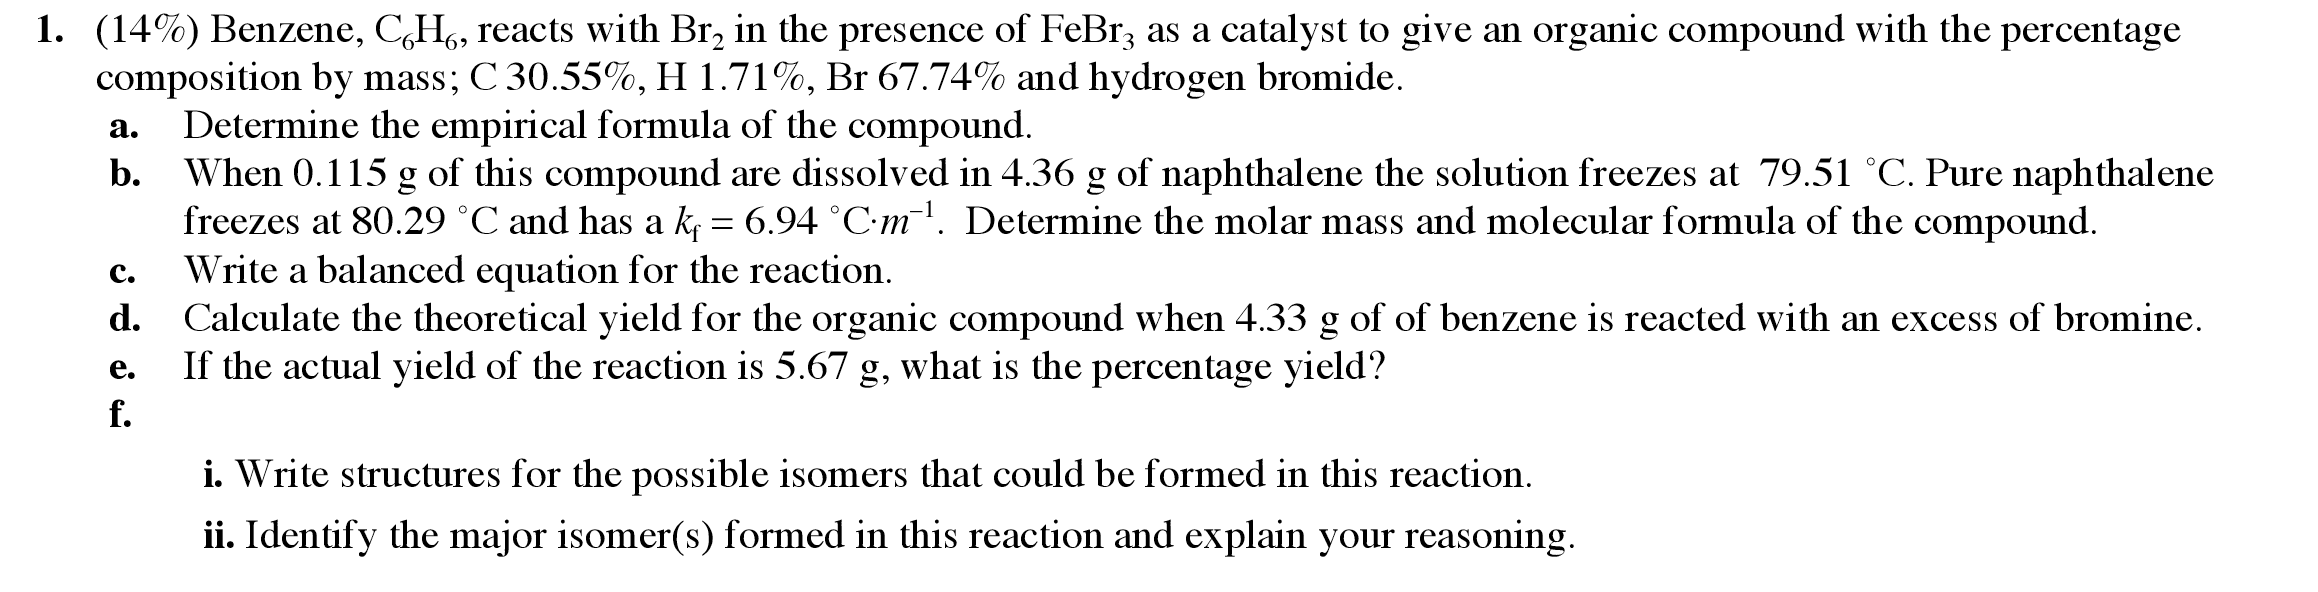 1. (14%) Benzene, C₆H₆, reacts with Br₂ in the presence of FeBr₃ as a catalyst to give an organic compound with the percentage
composition by mass; C 30.55%, H 1.71%, Br 67.74% and hydrogen bromide.
a. Determine the empirical formula of the compound.
b. When 0.115 g of this compound are dissolved in 4.36 g of naphthalene the solution freezes at 79.51 °C. Pure naphthalene
freezes at 80.29 °C and has a k_f = 6.94 °C·m⁻¹. Determine the molar mass and molecular formula of the compound.
c. Write a balanced equation for the reaction.
d. Calculate the theoretical yield for the organic compound when 4.33 g of of benzene is reacted with an excess of bromine.
e. If the actual yield of the reaction is 5.67 g, what is the percentage yield?
f.
i. Write structures for the possible isomers that could be formed in this reaction.
ii. Identify the major isomer(s) formed in this reaction and explain your reasoning.